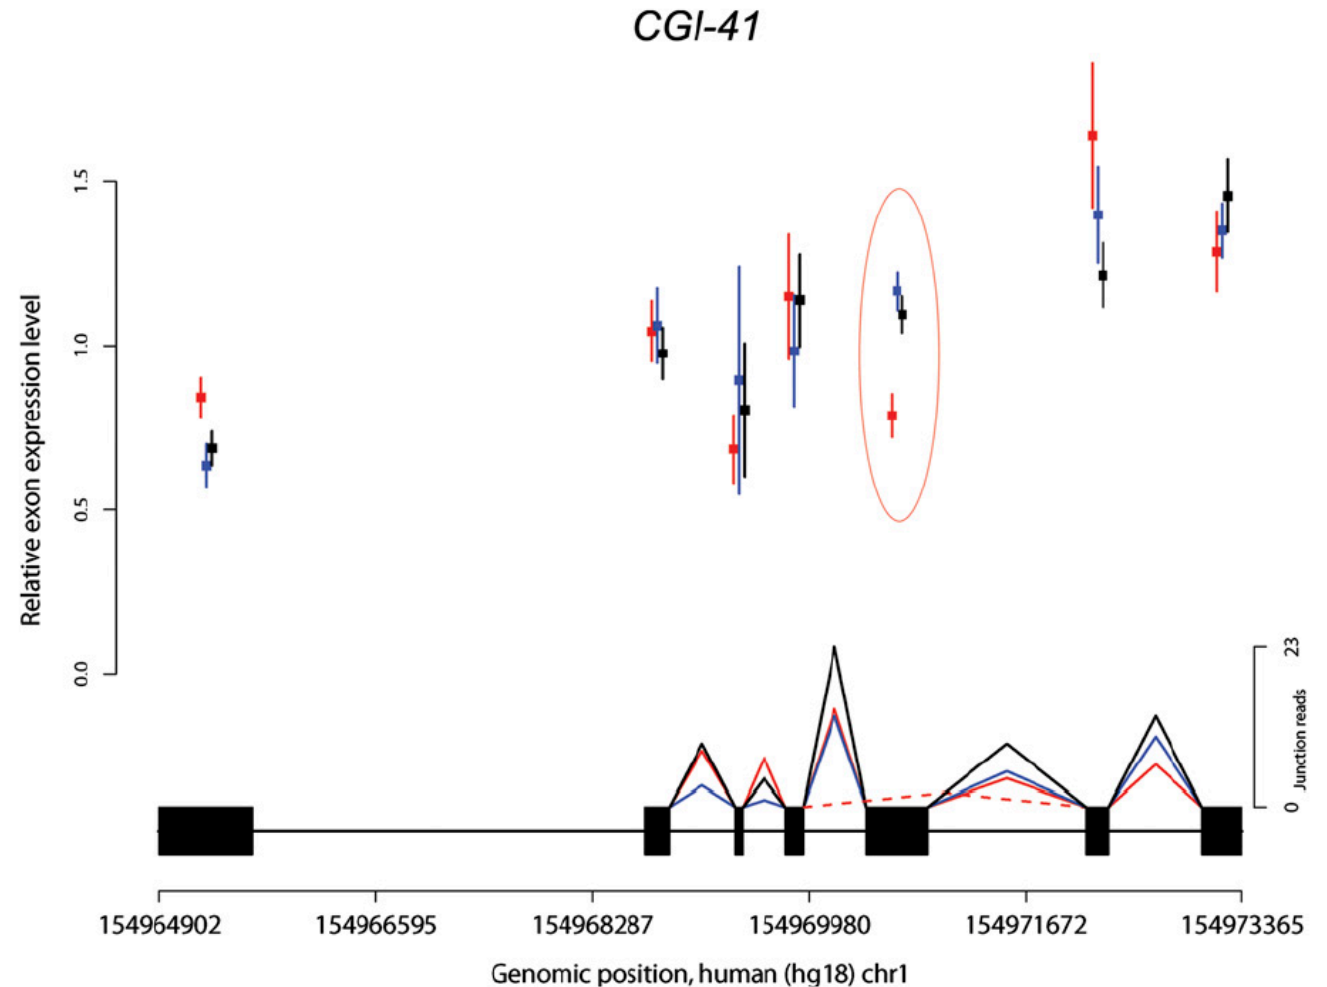 CGI-41
Relative exon expression level
1.5
1.0
0.5
0.0
23
0
Junction reads
154964902 154966595 154968287 154969980 154971672 154973365
Genomic position, human (hg18) chr1